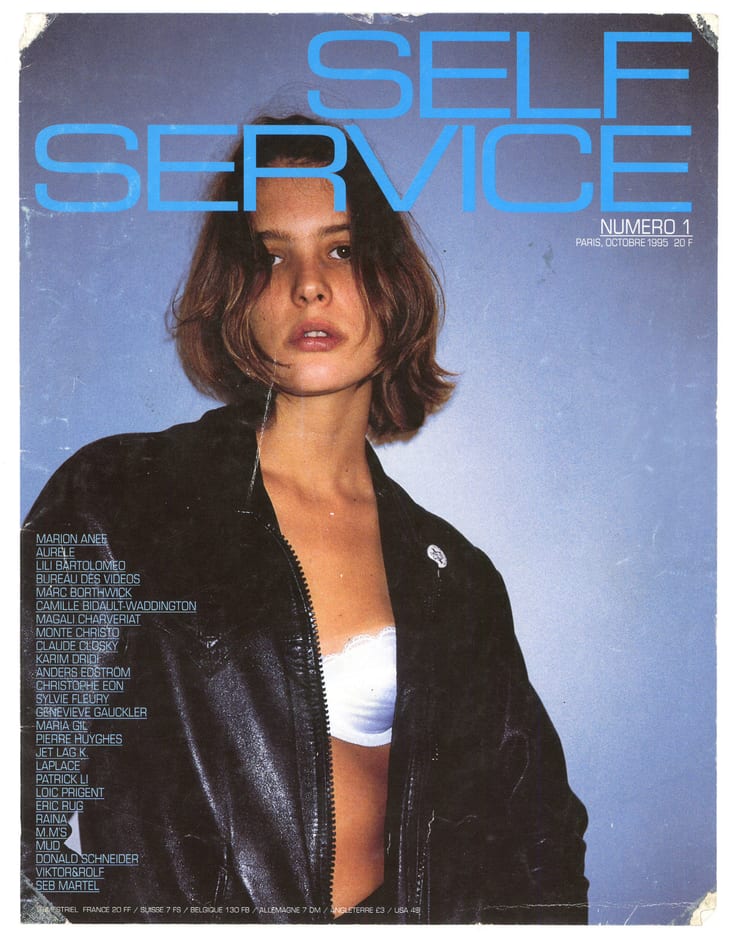 SELF
SERVICE
NUMERO 1
PARIS, OCTOBRE 1995 20 F
MARION ANEE
AURELE
LILI BARTOLOMEO
BUREAU DES VIDEOS
MARC BORTHWICK
CAMILLE BIDAULT-WADDINGTON
MAGALI CHARVERIAT
MONTE CHRISTO
CLAUDE CLOSKY
KARIM DRIDI
ANDERS EDSTRÖM
CHRISTOPHE EON
SYLVIE FLEURY
GENEVIEVE GAUCKLER
MARIA GIL
PIERRE HUYGHES
JET LAG.K.
LAPLACE
PATRICK LI
LOIC PRIGENT
ERIC RUG
RAINA
M.M'S
MUD
DONALD SCHNEIDER
VIKTOR&ROLF
SEB MARTEL
TRIMESTRIEL FRANCE 20 FF / SUISSE 7 FS / BELGIQUE 130 FB / ALLEMAGNE 7 DM / ANGLETERRE £3 / USA 4$